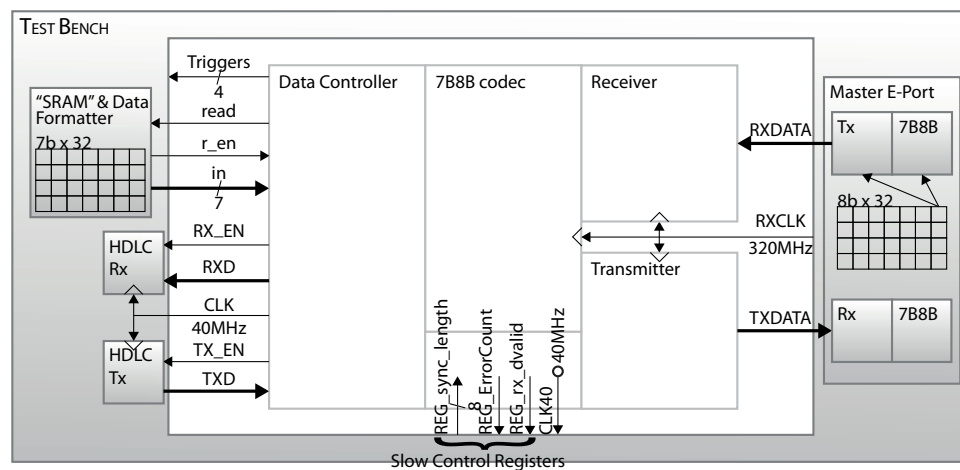 TEST BENCH
Triggers
4
read
r_en
in
7
"SRAM" & Data
Formatter
7b x 32
HDLC
Rx
RX_EN
RXD
CLK
40MHz
TX_EN
TXD
HDLC
Tx
Data Controller
7B8B codec
Receiver
Transmitter
REG_sync_length
8
REG_ErrorCount
REG_rx_dvalid
CLK40
40MHz
Slow Control Registers
RXDATA
RXCLK
320MHz
TXDATA
Master E-Port
Tx
7B8B
8b x 32
Rx
7B8B